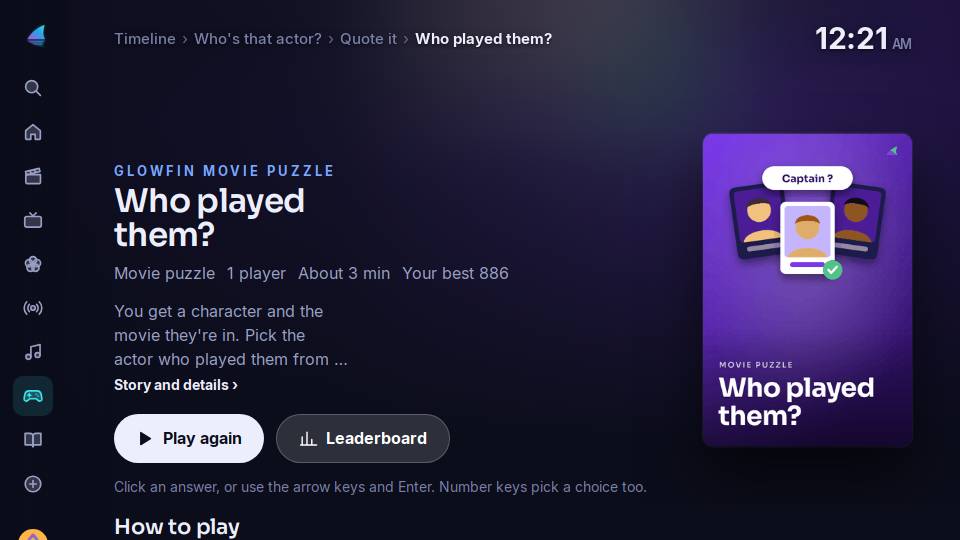 Timeline › Who's that actor? › Quote it › Who played them?
12:21 AM
GLOWFIN MOVIE PUZZLE
Who played
them?
Movie puzzle 1 player About 3 min Your best 886
You get a character and the
movie they're in. Pick the
actor who played them from ...
Story and details ›
Play again
Leaderboard
Click an answer, or use the arrow keys and Enter. Number keys pick a choice too.
How to play
Captain ?
MOVIE PUZZLE
Who played
them?